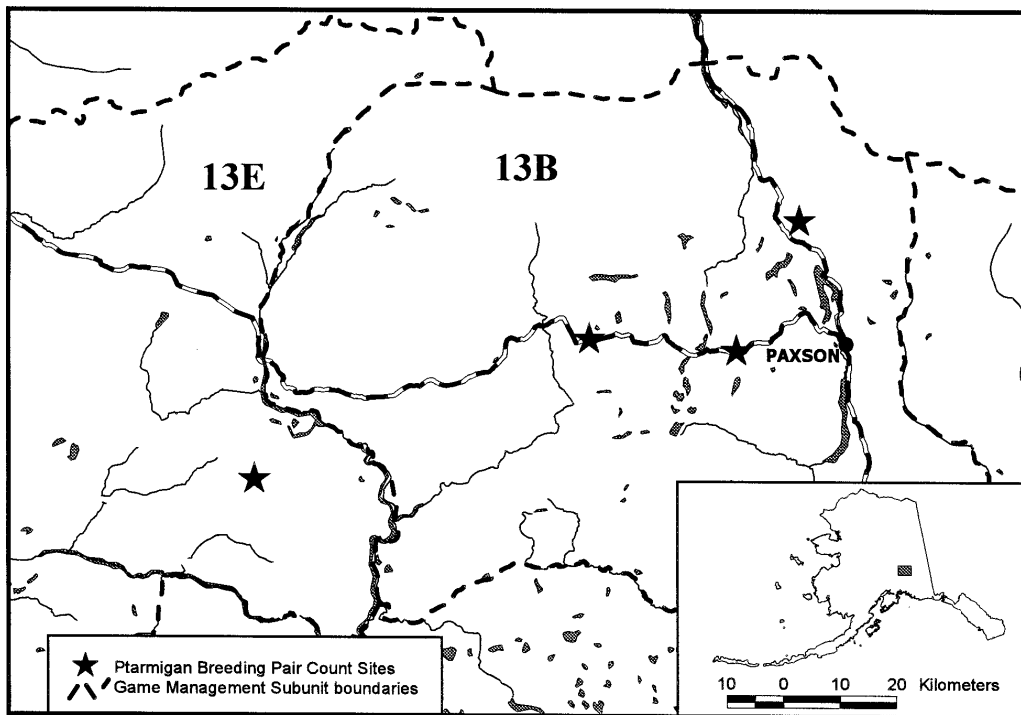 13E
13B
PAXSON
Ptarmigan Breeding Pair Count Sites
Game Management Subunit boundaries
10 0 10 20 Kilometers